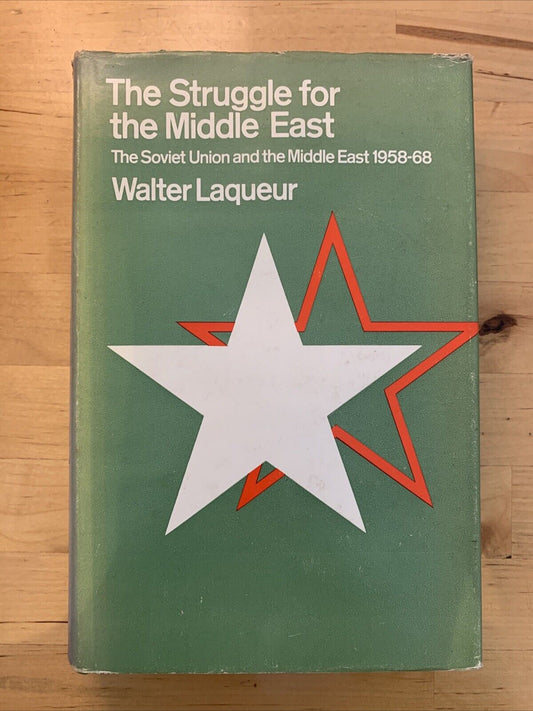 The Struggle for
the Middle East
The Soviet Union and the Middle East 1958-68
Walter Laqueur